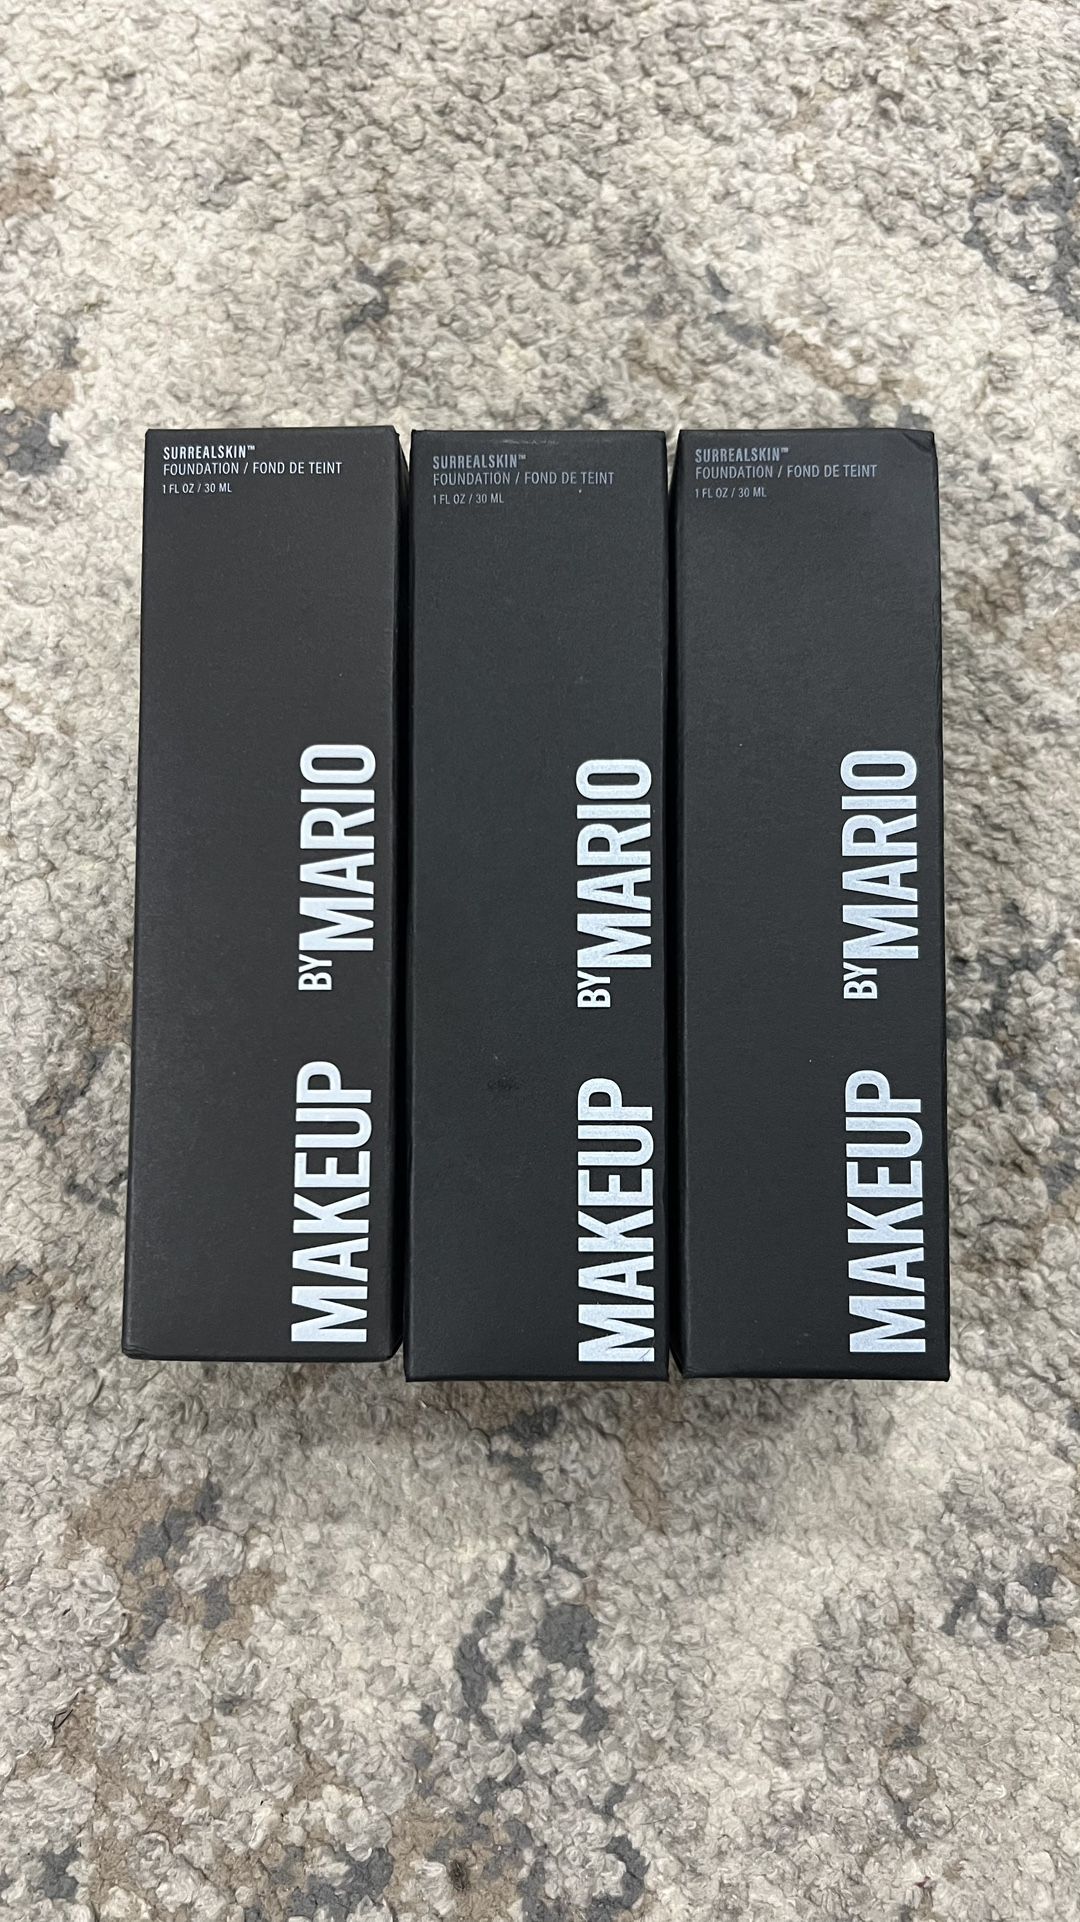 SURREALSKIN™
FOUNDATION / FOND DE TEINT
1 FL OZ / 30 ML
MAKEUP BY MARIO
SURREALSKIN™
FOUNDATION / FOND DE TEINT
1 FL OZ / 30 ML
MAKEUP BY MARIO
SURREALSKIN™
FOUNDATION / FOND DE TEINT
1 FL OZ / 30 ML
MAKEUP BY MARIO